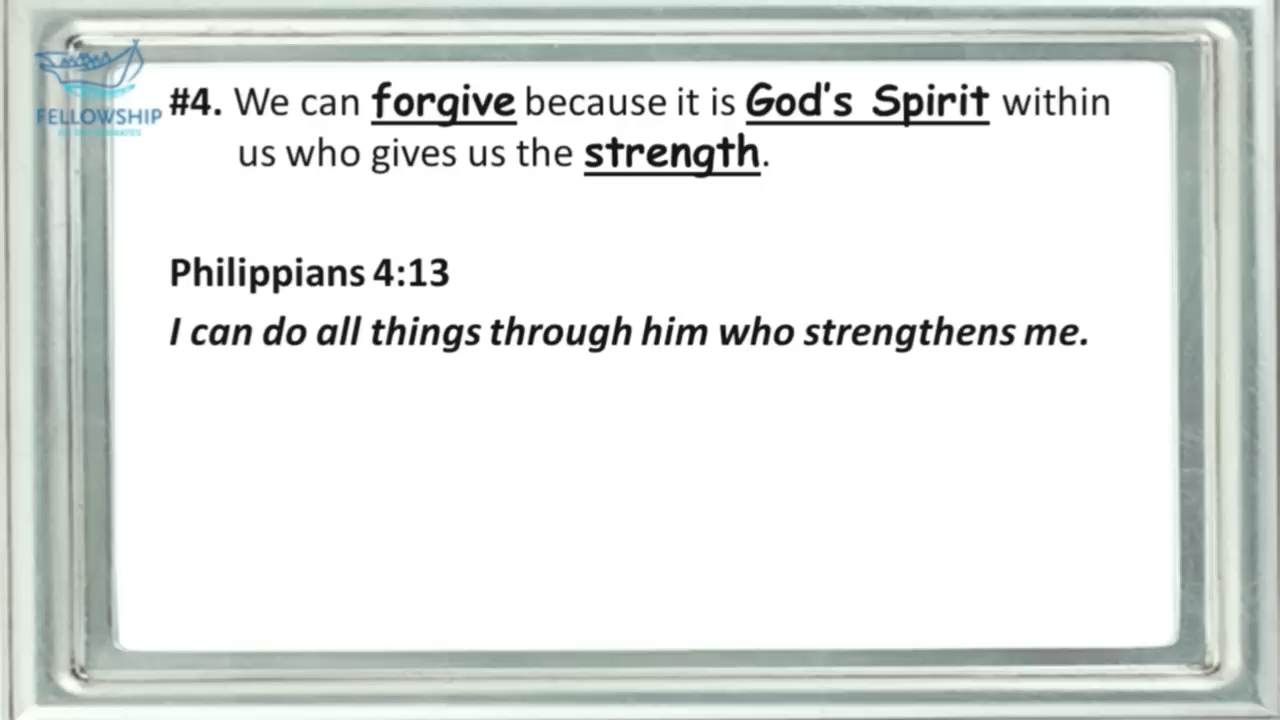 FELLOWSHIP
#4. We can forgive because it is God's Spirit within
us who gives us the strength.
Philippians 4:13
I can do all things through him who strengthens me.